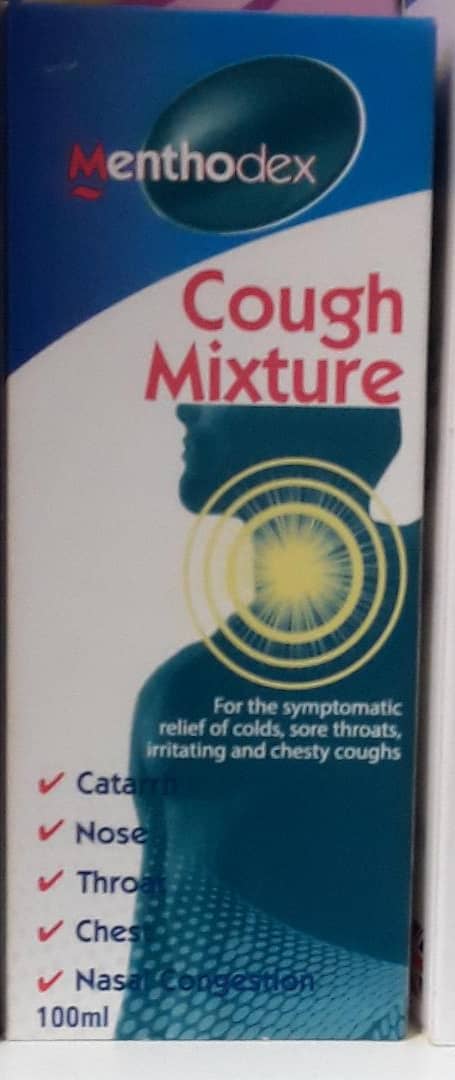 Menthodex
Cough
Mixture
For the symptomatic
relief of colds, sore throats,
irritating and chesty coughs
✓ Catarrh
✓ Nose
✓ Throat
✓ Chest
✓ Nasal Congestion
100ml